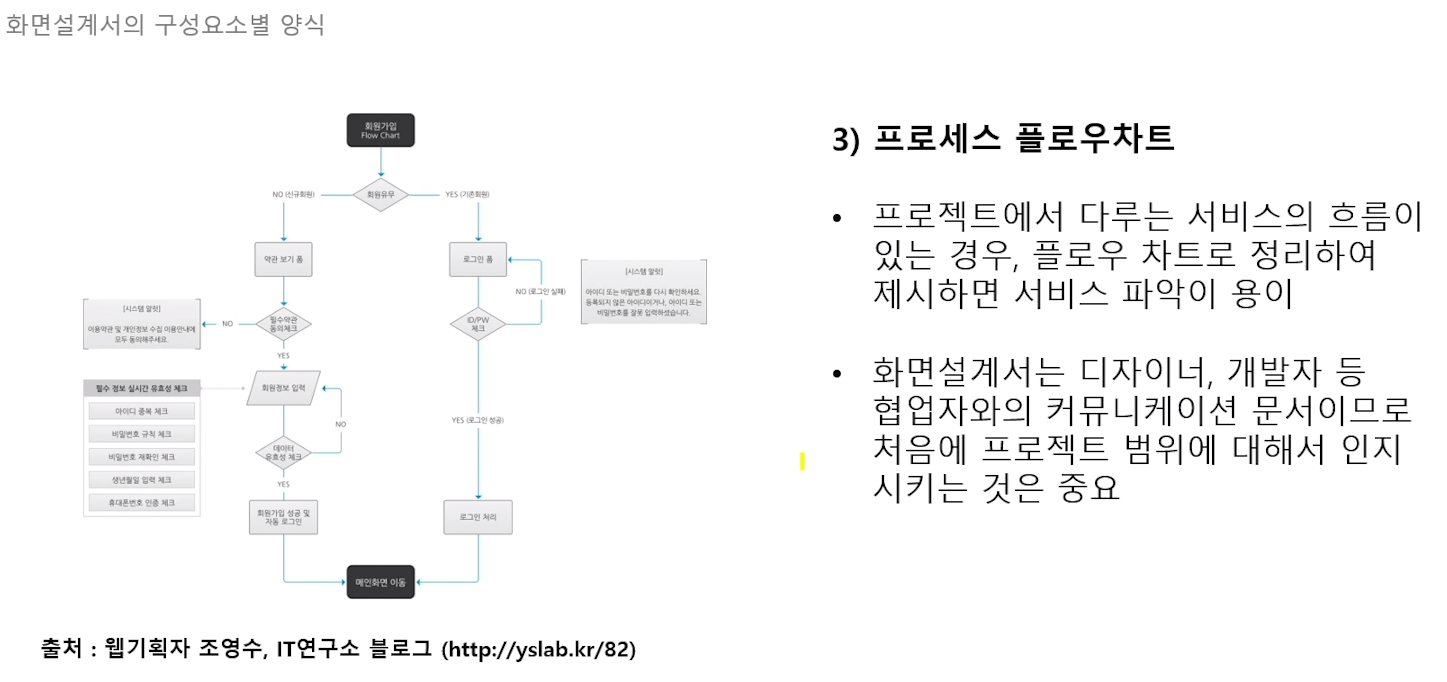 화면설계서의 구성요소별 양식
회원가입
Flow Chart
NO (신규회원)
회원유무
YES (기존회원)
약관 보기 폼
로그인 폼
[시스템 알럿]
아이디 또는 비밀번호를 다시 확인하세요.
등록되지 않은 아이디이거나, 아이디 또는
비밀번호를 잘못 입력하셨습니다.
NO (로그인 실패)
[시스템 알럿]
이용약관 및 개인정보 수집 이용안내에
모두 동의해주세요.
NO
필수약관
동의체크
ID/PW
체크
YES
필수 정보 실시간 유효성 체크
아이디 중복 체크
비밀번호 규칙 체크
비밀번호 재확인 체크
생년월일 입력 체크
휴대폰번호 인증 체크
회원정보 입력
NO
YES (로그인 성공)
데이터
유효성 체크
YES
회원가입 성공 및
자동 로그인
로그인 처리
메인화면 이동
출처 : 웹기획자 조영수, IT연구소 블로그 (http://yslab.kr/82)
3) 프로세스 플로우차트
• 프로젝트에서 다루는 서비스의 흐름이
있는 경우, 플로우 차트로 정리하여
제시하면 서비스 파악이 용이
• 화면설계서는 디자이너, 개발자 등
협업자와의 커뮤니케이션 문서이므로
처음에 프로젝트 범위에 대해서 인지
시키는 것은 중요